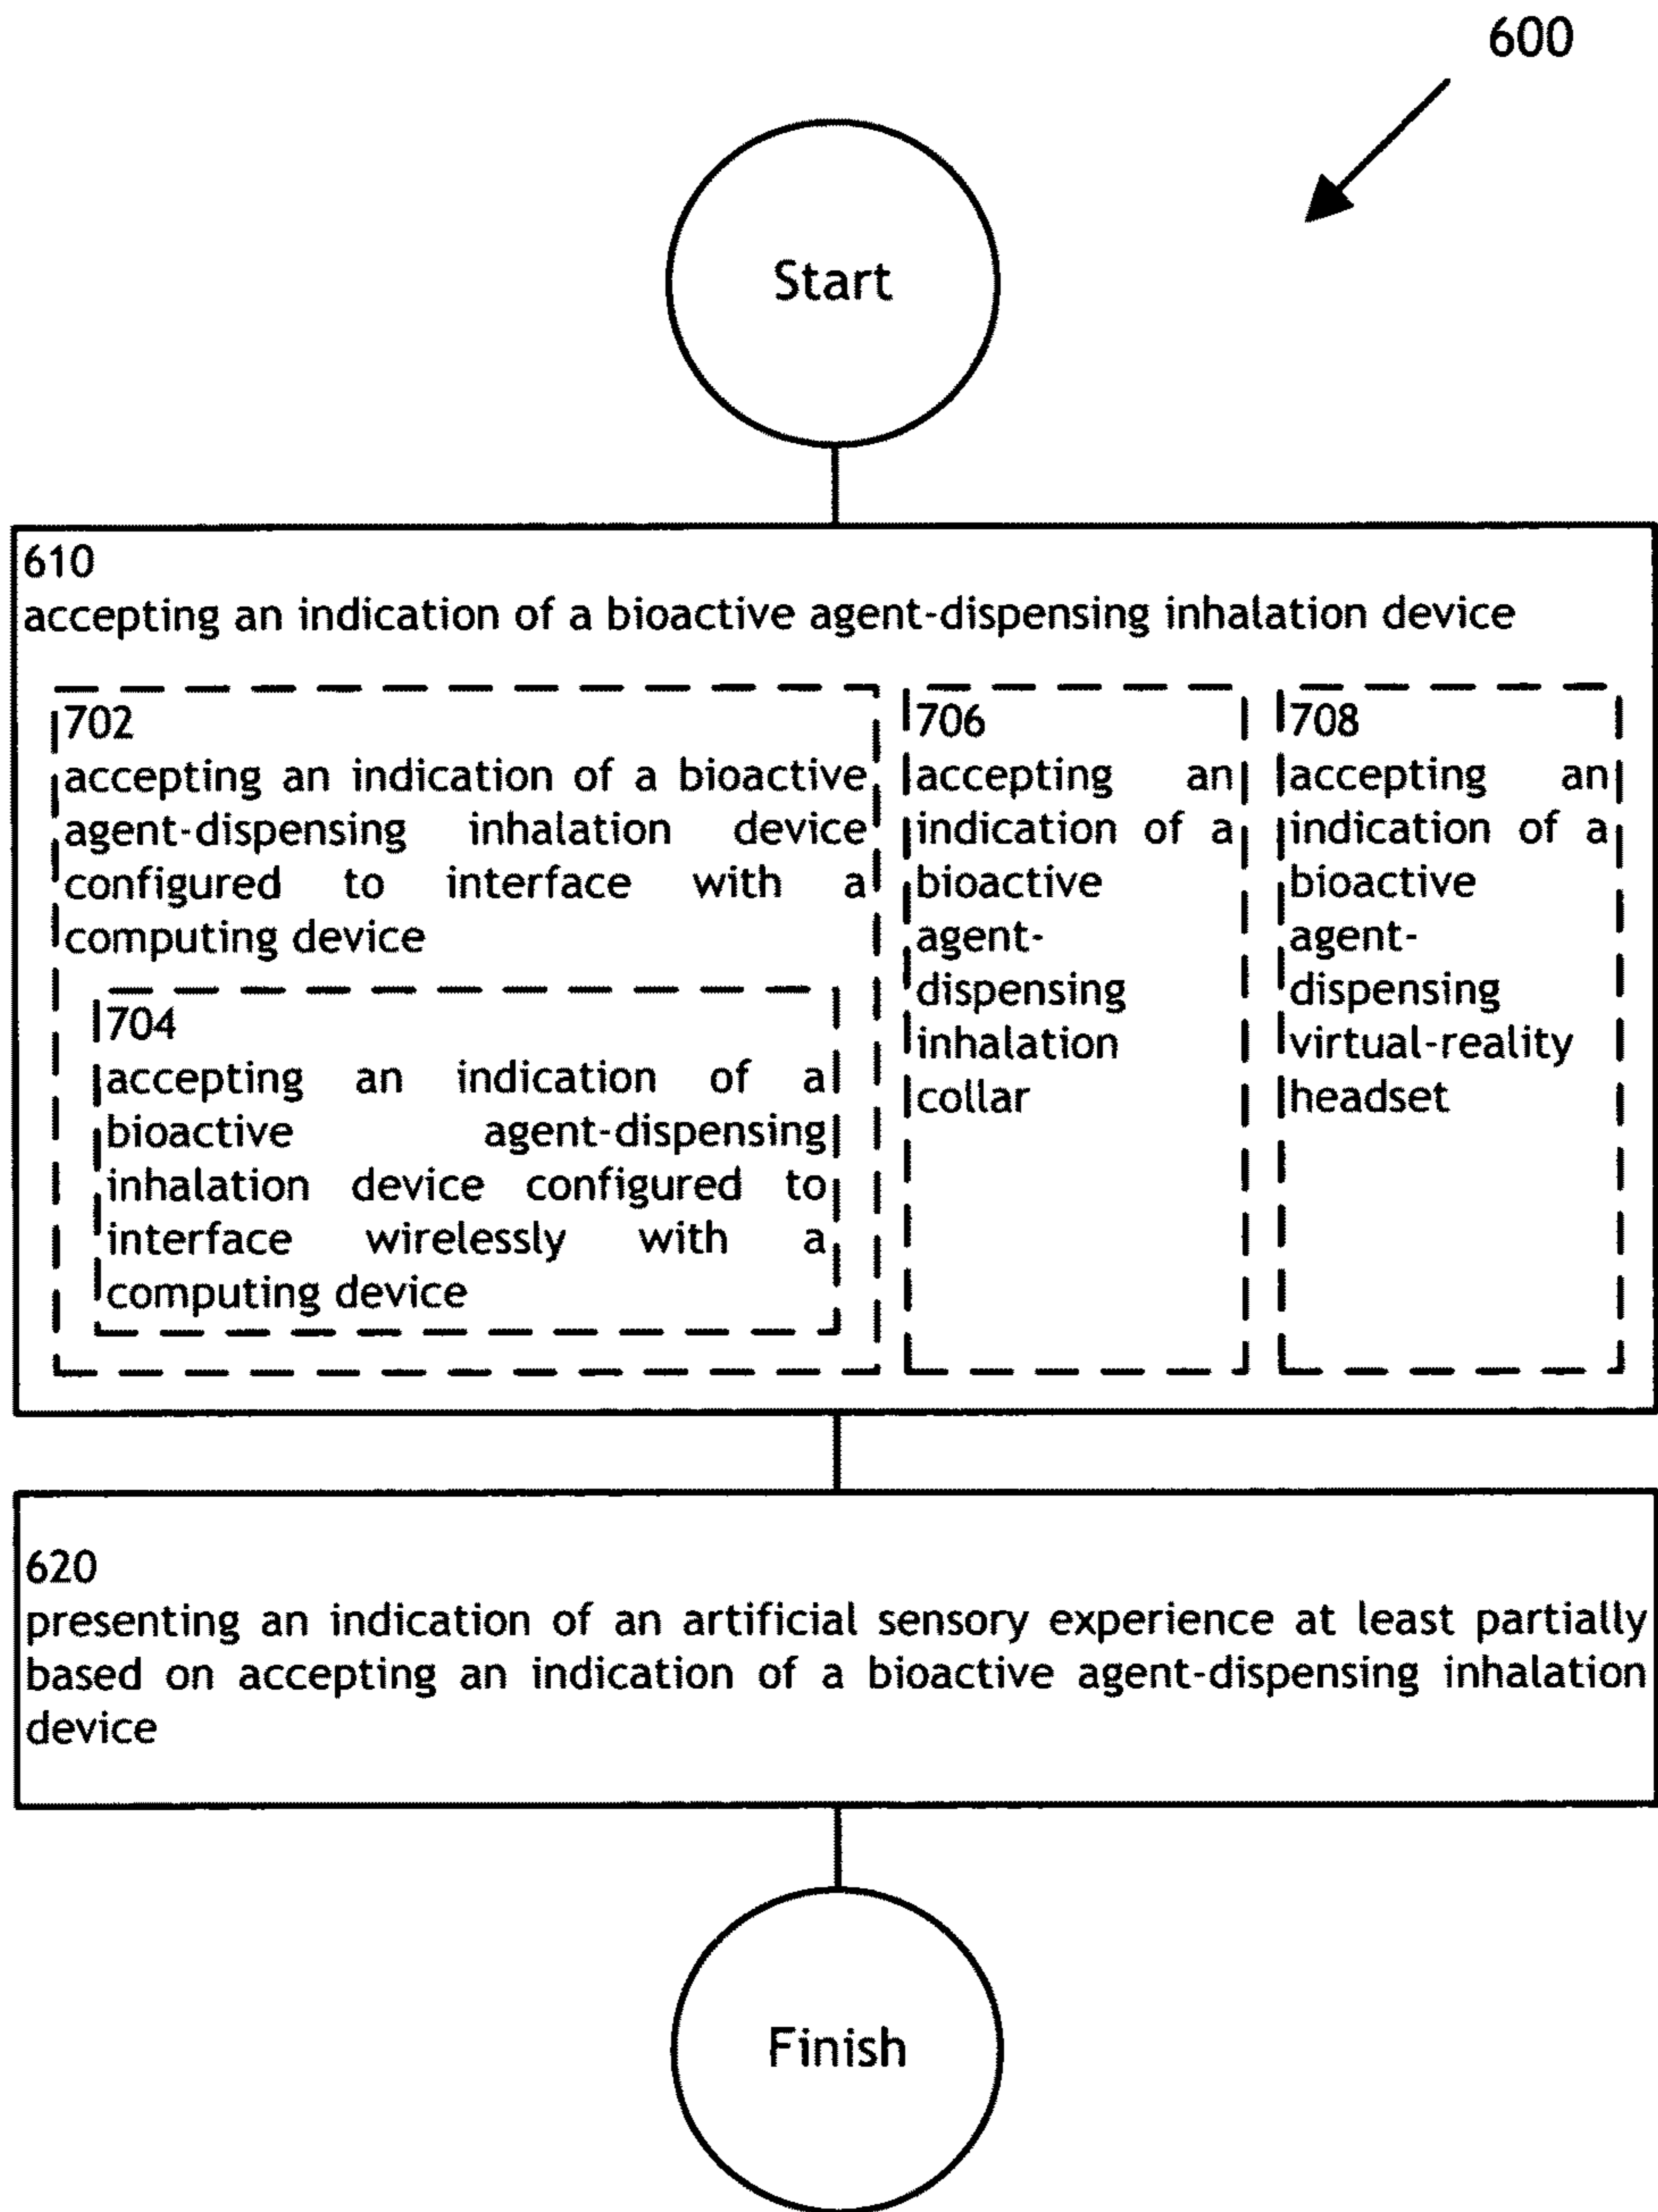 600
Start
610
accepting an indication of a bioactive agent-dispensing inhalation device
702
accepting an indication of a bioactive
agent-dispensing inhalation device
configured to interface with a
computing device
704
accepting an indication of a
bioactive agent-dispensing
inhalation device configured to
interface wirelessly with a
computing device
706
accepting an
indication of a
bioactive
agent-
dispensing
inhalation
collar
708
accepting an
indication of a
bioactive
agent-
dispensing
virtual-reality
headset
620
presenting an indication of an artificial sensory experience at least partially
based on accepting an indication of a bioactive agent-dispensing inhalation
device
Finish